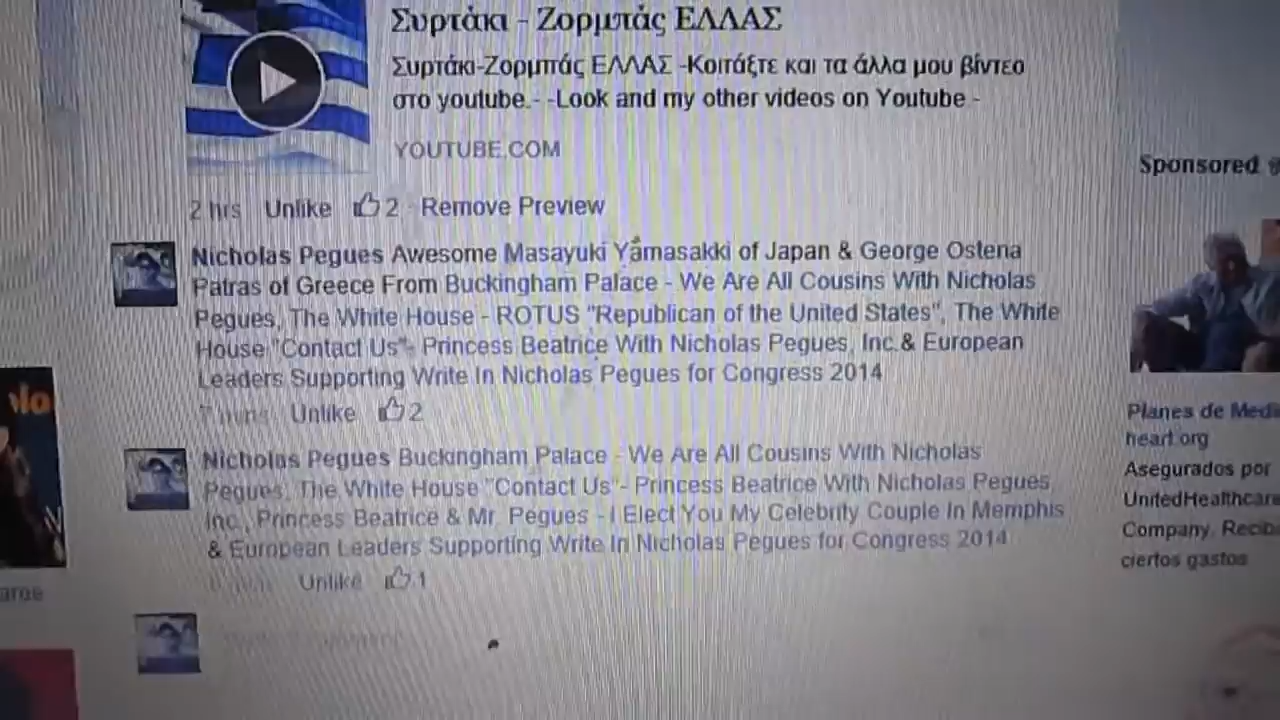 Συρτάκι - Ζορμπάς ΕΛΛΑΣ
Συρτάκι-Ζορμπάς ΕΛΛΑΣ -Κοιτάξτε και τα άλλα μου βίντεο
στο youtube.- -Look and my other videos on Youtube -
YOUTUBE.COM
2 hrs Unlike 2 · Remove Preview
Nicholas Pegues Awesome Masayuki Yamasakki of Japan & George Ostena
Patras of Greece From Buckingham Palace - We Are All Cousins With Nicholas
Pegues, The White House - ROTUS "Republican of the United States", The White
House "Contact Us"- Princess Beatrice With Nicholas Pegues, Inc.& European
Leaders Supporting Write In Nicholas Pegues for Congress 2014
Unlike 2
Nicholas Pegues Buckingham Palace - We Are All Cousins With Nicholas
Pegues, The White House "Contact Us"- Princess Beatrice With Nicholas Pegues,
Inc., Princess Beatrice & Mr. Pegues - I Elect You My Celebrity Couple In Memphis
& European Leaders Supporting Write In Nicholas Pegues for Congress 2014
Unlike 1
Sponsored
Planes de
heart.org
Asegurados por
UnitedHealthcare
Company.
ciertos gastos